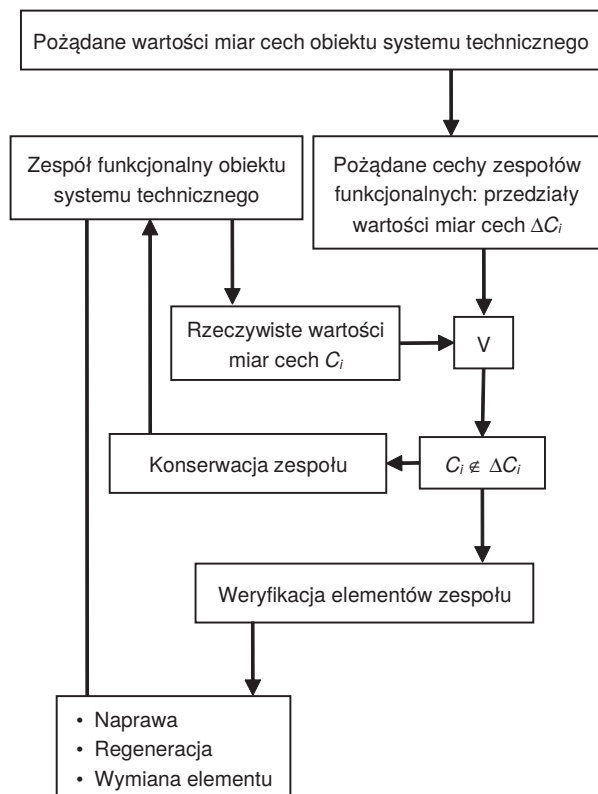 Pożądane wartości miar cech obiektu systemu technicznego
Zespół funkcjonalny obiektu
systemu technicznego
Pożądane cechy zespołów
funkcjonalnych: przedziały
wartości miar cech ΔCi
Rzeczywiste wartości
miar cech Ci
V
Konserwacja zespołu
Ci ∉ ΔCi
Weryfikacja elementów zespołu
• Naprawa
• Regeneracja
• Wymiana elementu